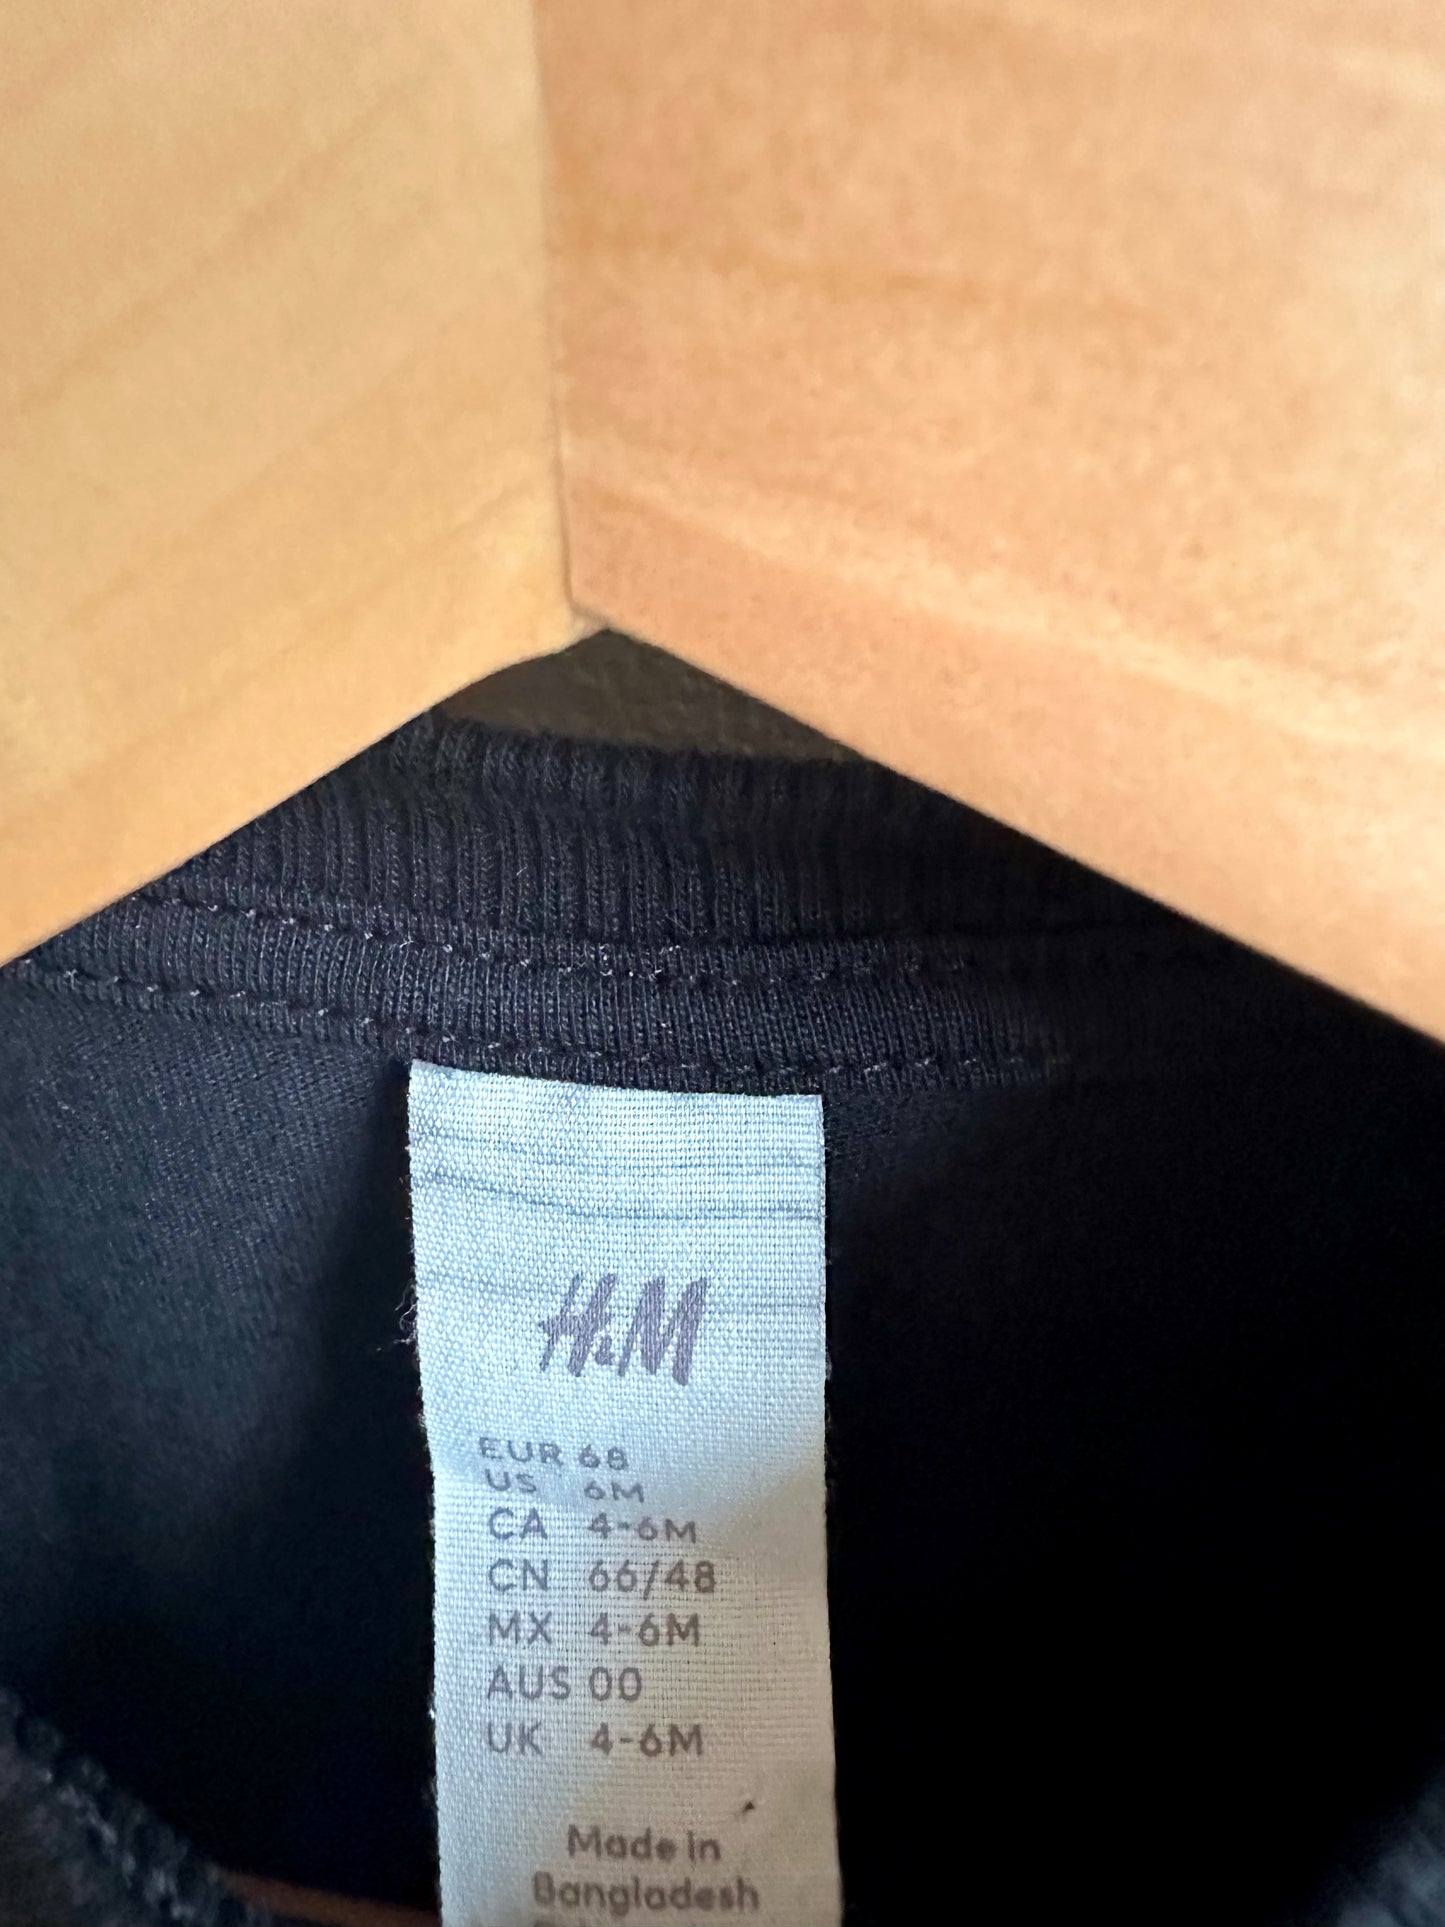 H&M
EUR 68
US 6M
CA 4-6M
CN 66/48
MX 4-6M
AUS 00
UK 4-6M
Made in
Bangladesh